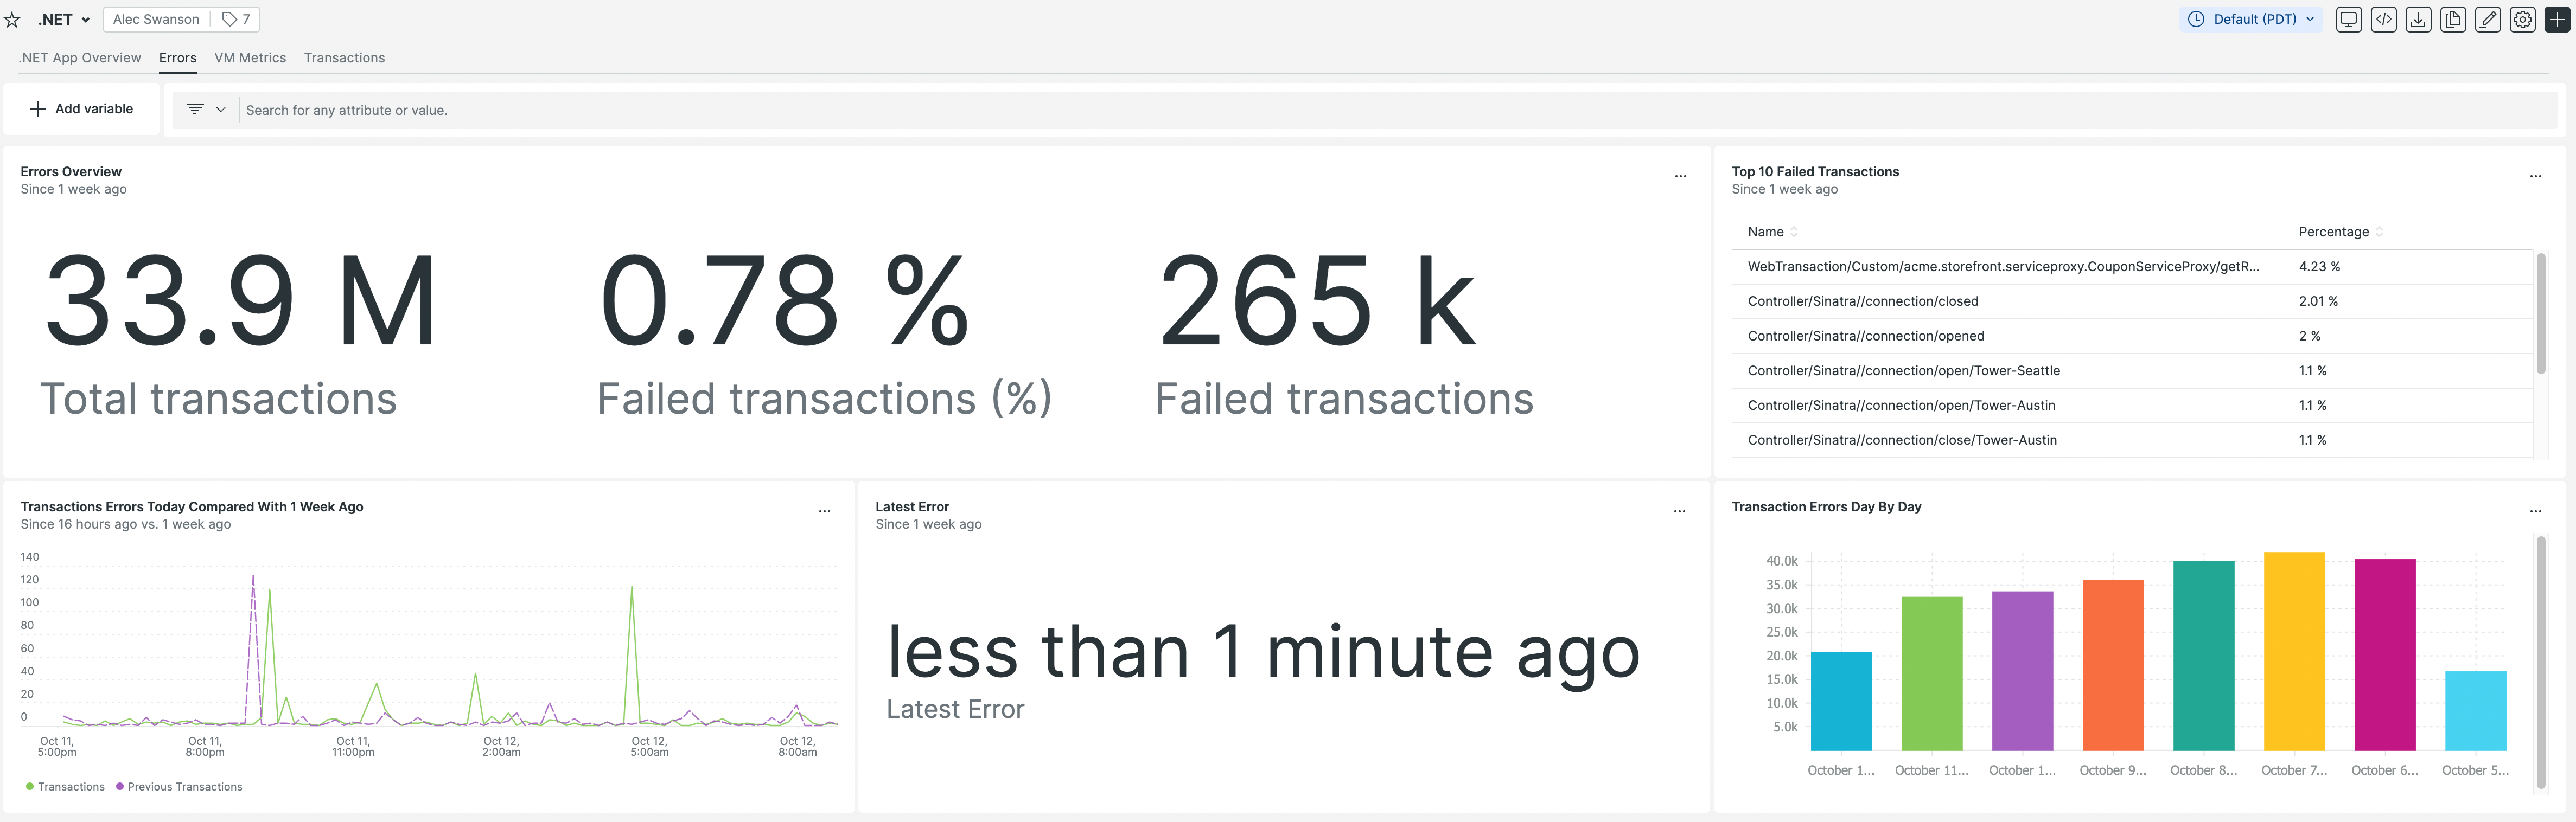 .NET
Alec Swanson
7
Default (PDT)
.NET App Overview
Errors
VM Metrics
Transactions
Add variable
Search for any attribute or value.
Errors Overview
Since 1 week ago
33.9 M
Total transactions
0.78 %
Failed transactions (%)
265 k
Failed transactions
Top 10 Failed Transactions
Since 1 week ago
Name Percentage
WebTransaction/Custom/acme.storefront.serviceproxy.CouponServiceProxy/getR... 4.23 %
Controller/Sinatra//connection/closed 2.01 %
Controller/Sinatra//connection/opened 2 %
Controller/Sinatra//connection/open/Tower-Seattle 1.1 %
Controller/Sinatra//connection/open/Tower-Austin 1.1 %
Controller/Sinatra//connection/close/Tower-Austin 1.1 %
Transactions Errors Today Compared With 1 Week Ago
Since 16 hours ago vs. 1 week ago
140
120
100
80
60
40
20
0
Oct 11,
5:00pm
Oct 11,
8:00pm
Oct 11,
11:00pm
Oct 12,
2:00am
Oct 12,
5:00am
Oct 12,
8:00am
Transactions
Previous Transactions
Latest Error
Since 1 week ago
less than 1 minute ago
Latest Error
Transaction Errors Day By Day
40.0k
35.0k
30.0k
25.0k
20.0k
15.0k
10.0k
5.0k
October 1...
October 11...
October 1...
October 9...
October 8...
October 7...
October 6...
October 5...